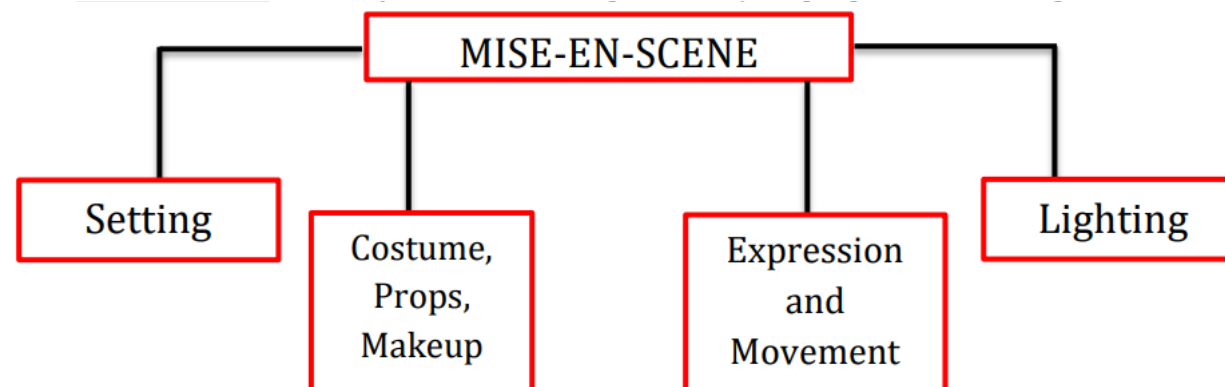 MISE-EN-SCENE
Setting
Costume,
Props,
Makeup
Expression
and
Movement
Lighting